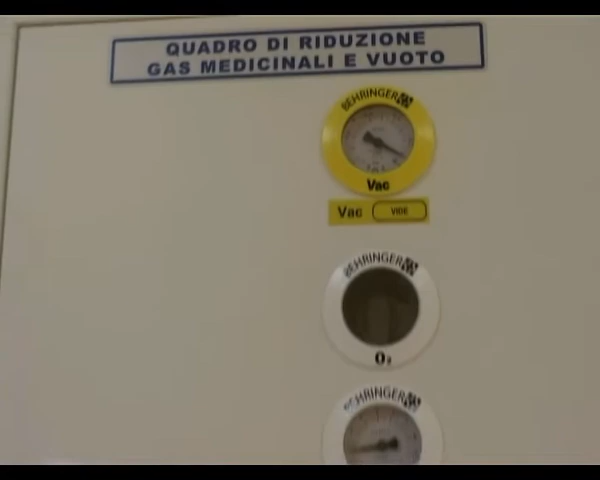 QUADRO DI RIDUZIONE
GAS MEDICINALI E VUOTO
BEHRINGER
Vac
Vac VIDE
BEHRINGER
O₂
BEHRINGER